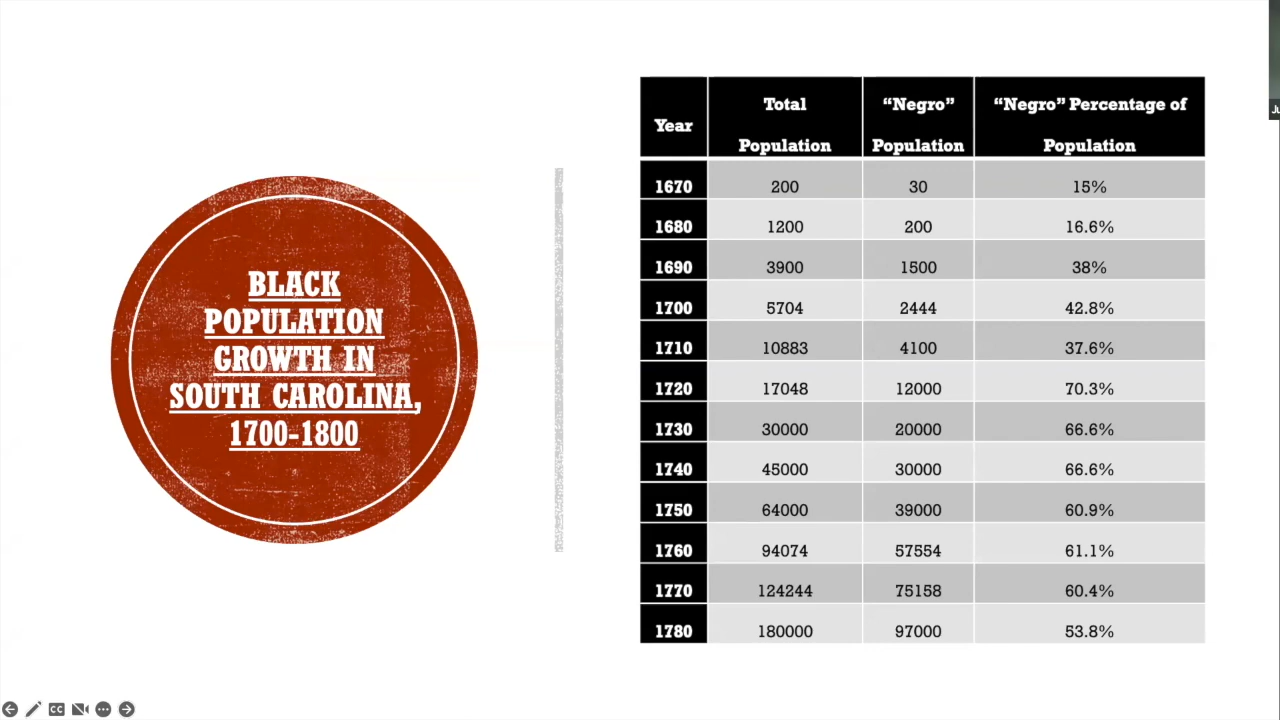 BLACK
POPULATION
GROWTH IN
SOUTH CAROLINA,
1700-1800
Year Total Population “Negro” Population “Negro” Percentage of Population
1670 200 30 15%
1680 1200 200 16.6%
1690 3900 1500 38%
1700 5704 2444 42.8%
1710 10883 4100 37.6%
1720 17048 12000 70.3%
1730 30000 20000 66.6%
1740 45000 30000 66.6%
1750 64000 39000 60.9%
1760 94074 57554 61.1%
1770 124244 75158 60.4%
1780 180000 97000 53.8%
CC